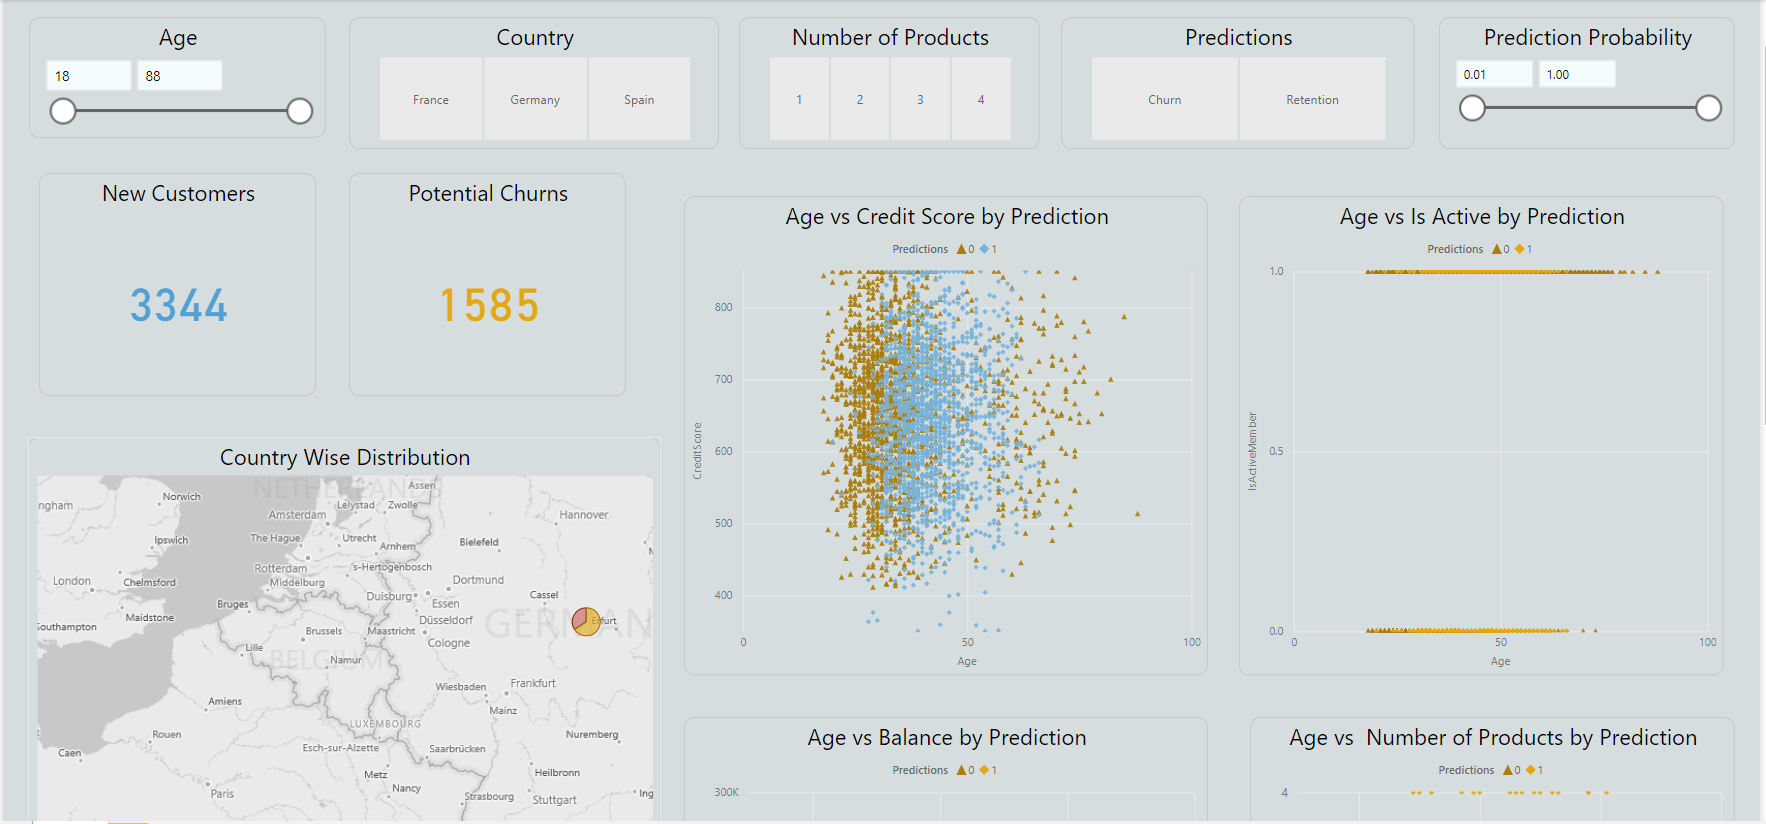 Age
18
88
Country
France
Germany
Spain
Number of Products
1
2
3
4
Predictions
Churn
Retention
Prediction Probability
0.01
1.00
New Customers
3344
Potential Churns
1585
Age vs Credit Score by Prediction
Predictions 0 1
800
700
600
500
400
CreditScore
0
50
100
Age
Age vs Is Active by Prediction
Predictions 0 1
1.0
0.5
0.0
IsActiveMember
0
50
100
Age
Country Wise Distribution
NETHERLANDS
Assen
Norwich
ngham
Lelystad
Zwolle
Amsterdam
Hannover
Ipswich
The Hague
Utrecht
Arnhem
Bielefeld
London
Chelmsford
Rotterdam
's-Hertogenbosch
Middelburg
Dortmund
Maidstone
Bruges
Duisburg
Essen
Cassel
Southampton
Düsseldorf
GERMAN
Erfurt
Brussels
Maastricht
Cologne
Lille
BELGIUM
Namur
Wiesbaden
Frankfurt
Amiens
Mainz
LUXEMBOURG
Rouen
Nuremberg
Caen
Esch-sur-Alzette
Saarbrücken
Metz
Heilbronn
Paris
Nancy
Strasbourg
Stuttgart
Ing
Age vs Balance by Prediction
Predictions 0 1
300K
Age vs  Number of Products by Prediction
Predictions 0 1
4